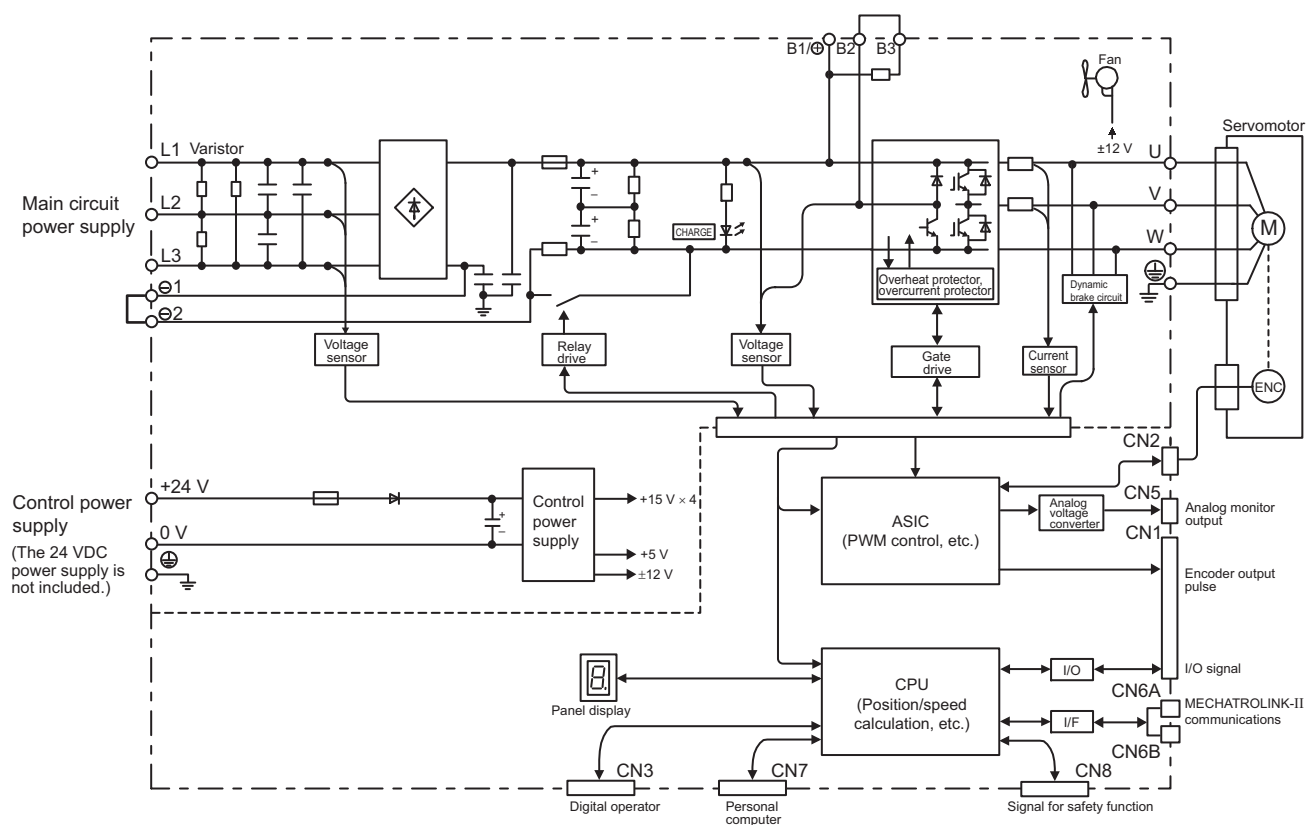 B1/⊕
B2
B3
Fan
±12 V
Servomotor
L1
Varistor
U
Main circuit
power supply
L2
V
CHARGE
W
M
L3
Overheat protector,
overcurrent protector
Dynamic
brake circuit
⊖1
⊖2
Voltage
sensor
Relay
drive
Voltage
sensor
Gate
drive
Current
sensor
ENC
CN2
Control power
supply
(The 24 VDC
power supply is
not included.)
+24 V
0 V
+
–
+
–
+
–
Control
power
supply
+15 V × 4
+5 V
±12 V
ASIC
(PWM control, etc.)
Analog
voltage
converter
CN5
Analog monitor
output
CN1
Encoder output
pulse
I/O
I/O signal
8.
Panel display
CPU
(Position/speed
calculation, etc.)
I/F
CN6A
MECHATROLINK-II
communications
CN6B
CN3
Digital operator
CN7
Personal
computer
CN8
Signal for safety function